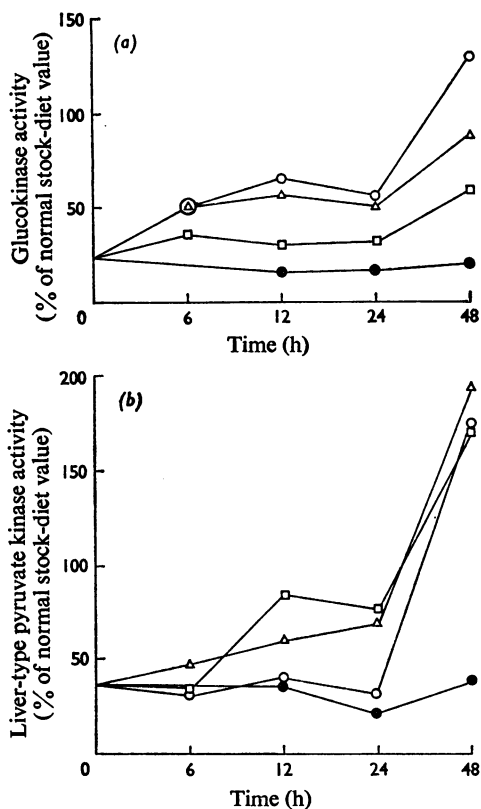 (a)
Glucokinase activity
(% of normal stock-diet value)
150
100
50
0
6
12
24
48
Time (h)
(b)
Liver-type pyruvate kinase activity
(% of normal stock-diet value)
200
150
100
50
0
6
12
24
48
Time (h)